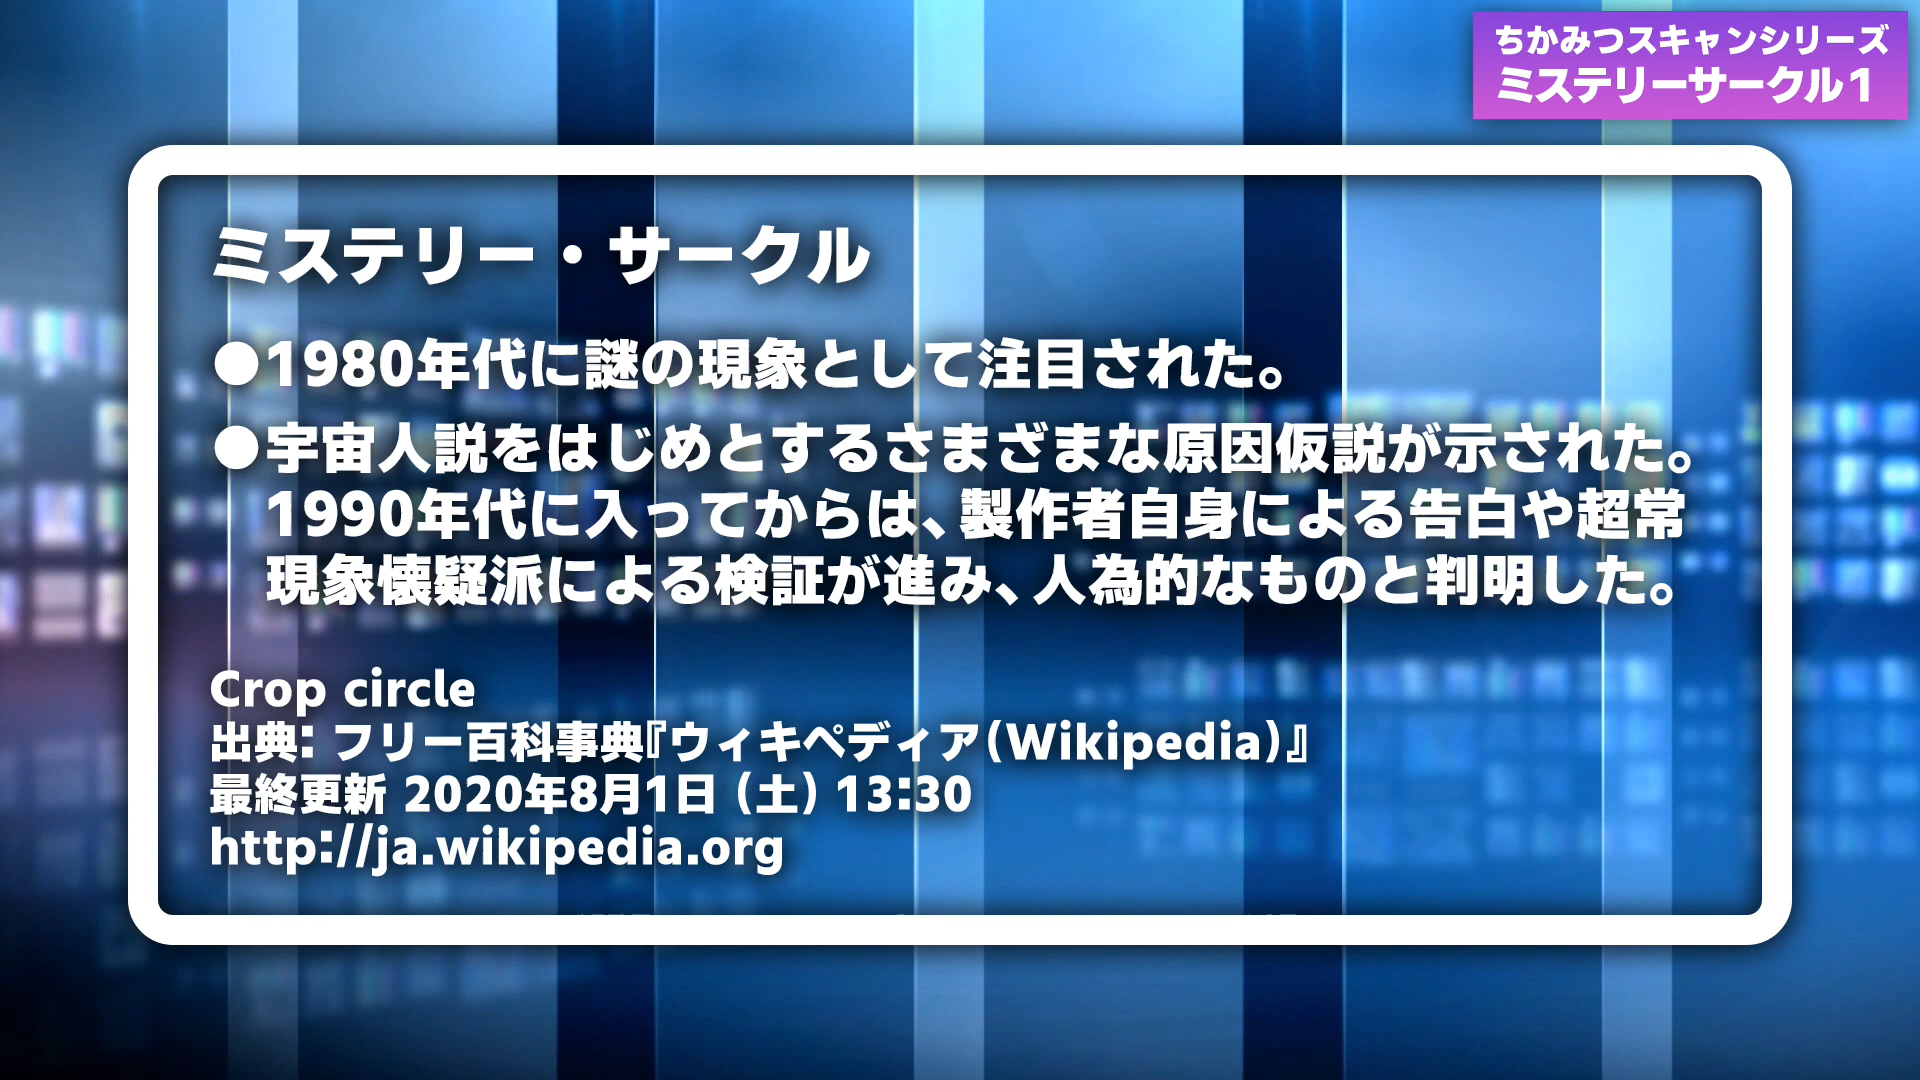 ちかみつスキャンシリーズ
ミステリーサークル1
ミステリー・サークル
●1980年代に謎の現象として注目された。
●宇宙人説をはじめとするさまざまな原因仮説が示された。
1990年代に入ってからは、製作者自身による告白や超常
現象懐疑派による検証が進み、人為的なものと判明した。
Crop circle
出典: フリー百科事典『ウィキペディア(Wikipedia)』
最終更新 2020年8月1日 (土) 13:30
http://ja.wikipedia.org